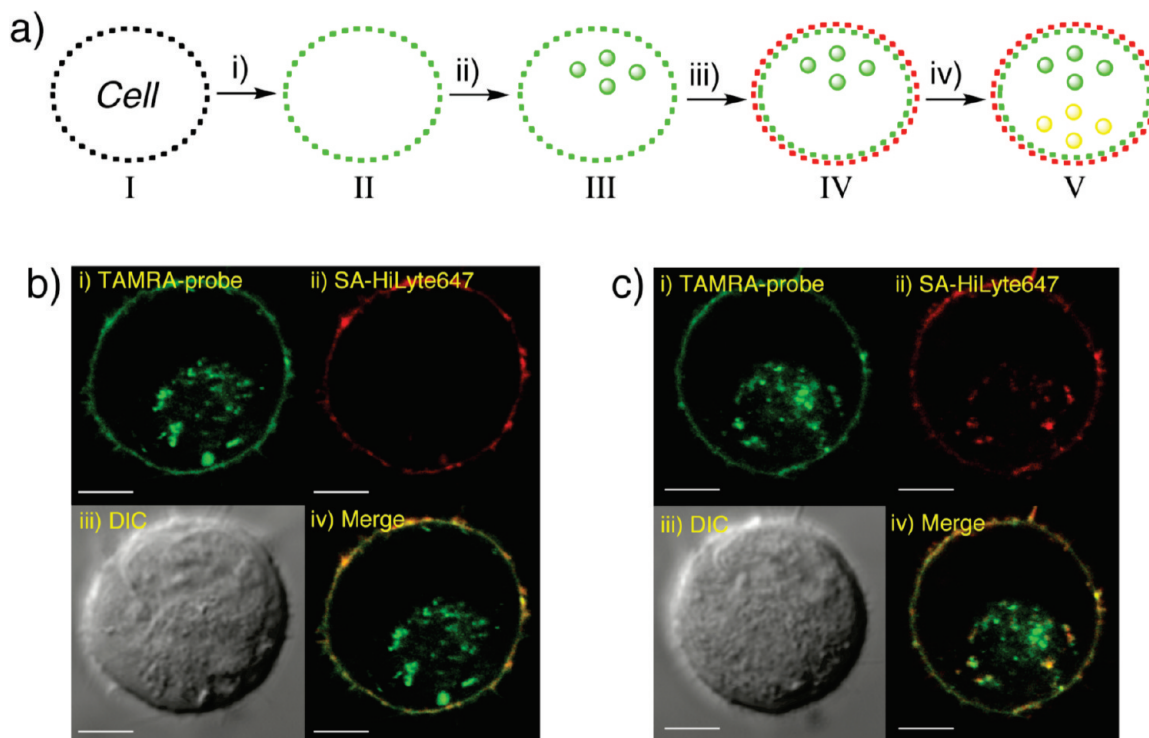 a)
i)
ii)
iii)
iv)
Cell
I
II
III
IV
V
b)
i) TAMRA-probe
ii) SA-HiLyte647
iii) DIC
iv) Merge
c)
i) TAMRA-probe
ii) SA-HiLyte647
iii) DIC
iv) Merge